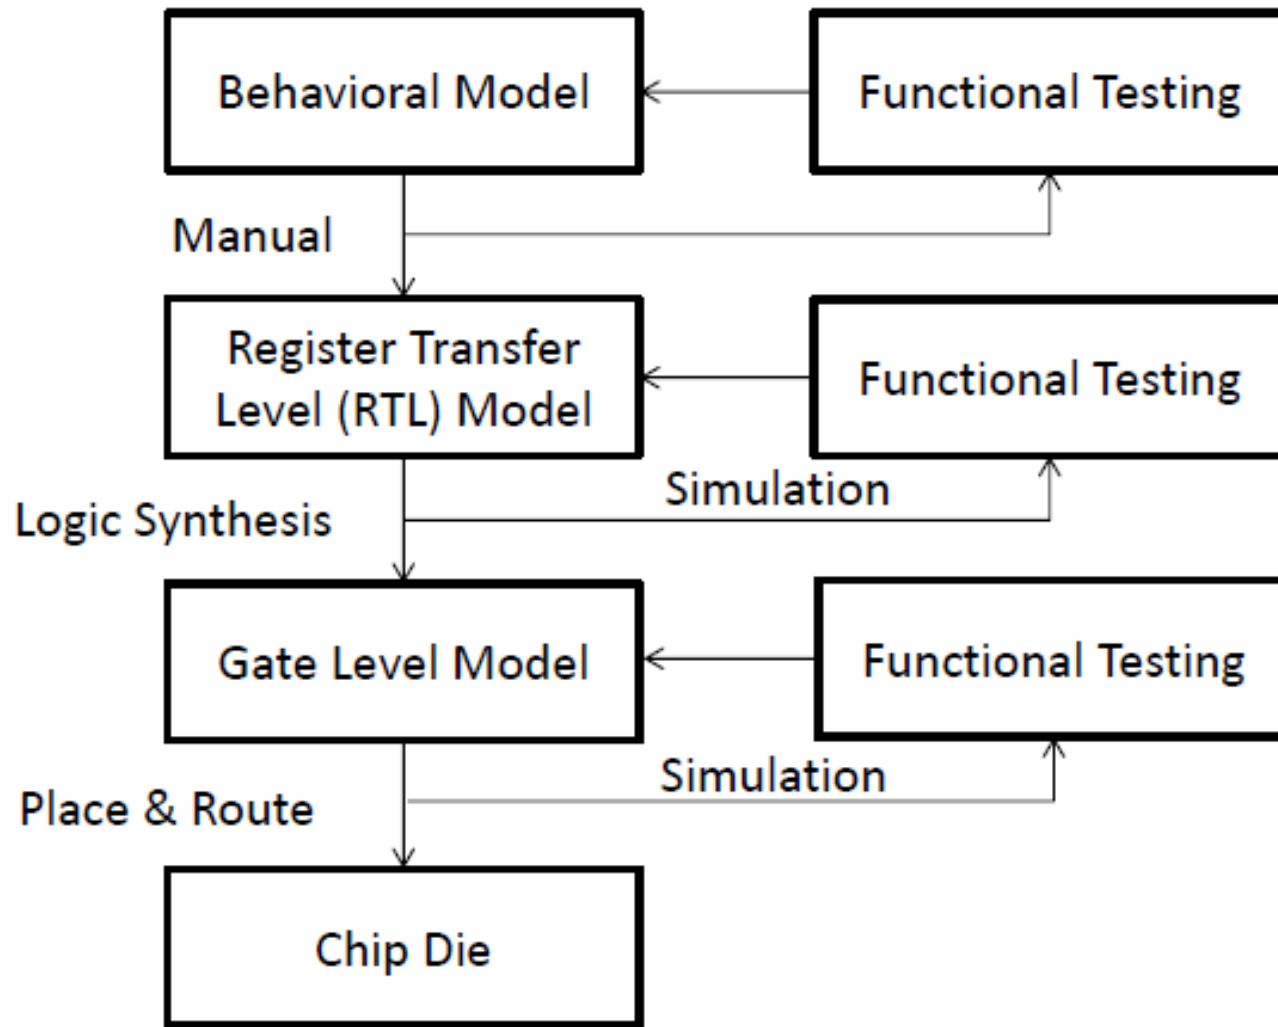 Behavioral Model
Functional Testing
Manual
Register Transfer
Level (RTL) Model
Functional Testing
Simulation
Logic Synthesis
Gate Level Model
Functional Testing
Simulation
Place & Route
Chip Die